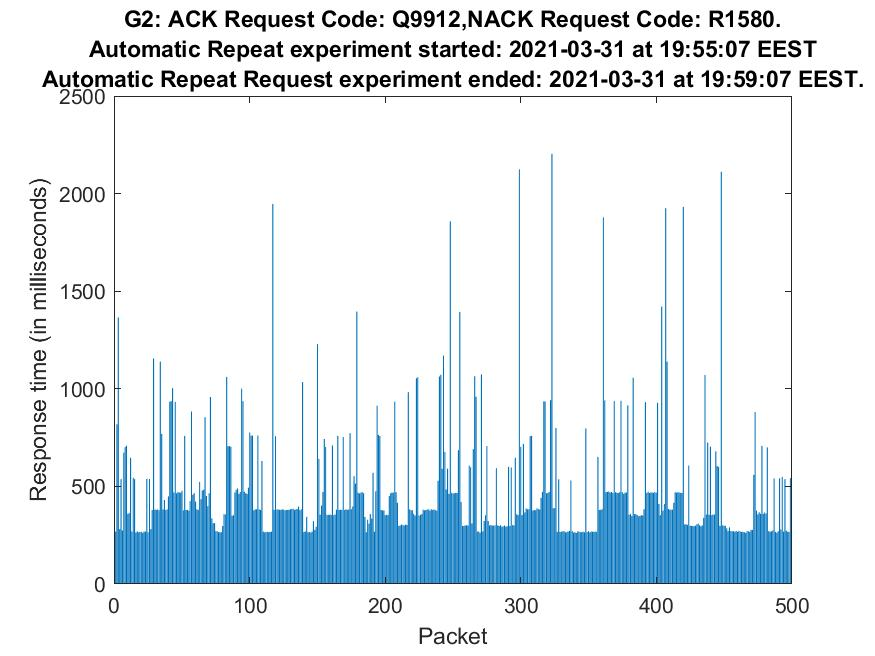 G2: ACK Request Code: Q9912,NACK Request Code: R1580.
Automatic Repeat experiment started: 2021-03-31 at 19:55:07 EEST
Automatic Repeat Request experiment ended: 2021-03-31 at 19:59:07 EEST.
2500
2000
1500
1000
500
0
Response time (in milliseconds)
0 100 200 300 400 500
Packet